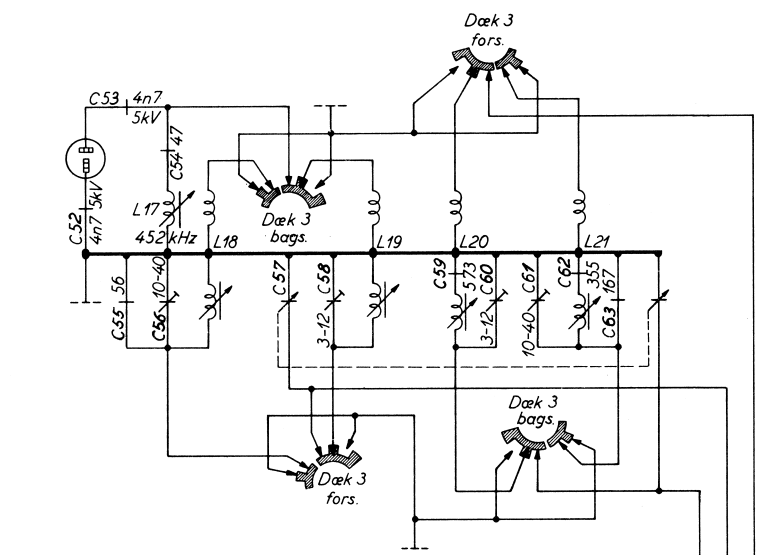 Dæk 3
fors.
C53
4n7
5kV
C54 47
C52
4n7 5kV
L17
452 kHz
Dæk 3
bags.
L18
L19
L20
L21
C55 56
C56 10-40
C57
C58
3-12
C59
573
C60
3-12
C61
10-40
C62
355
167
C63
Dæk 3
fors.
Dæk 3
bags.